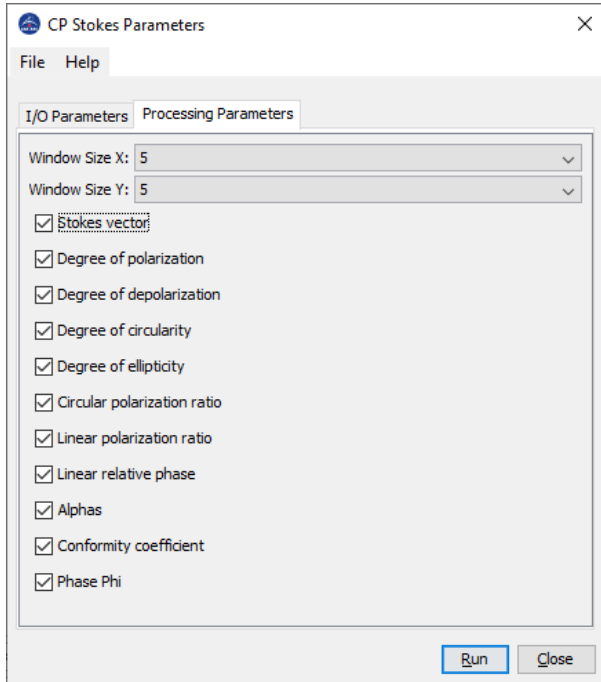 CP Stokes Parameters
File Help
I/O Parameters Processing Parameters
Window Size X: 5
Window Size Y: 5
Stokes vector
Degree of polarization
Degree of depolarization
Degree of circularity
Degree of ellipticity
Circular polarization ratio
Linear polarization ratio
Linear relative phase
Alphas
Conformity coefficient
Phase Phi
Run Close